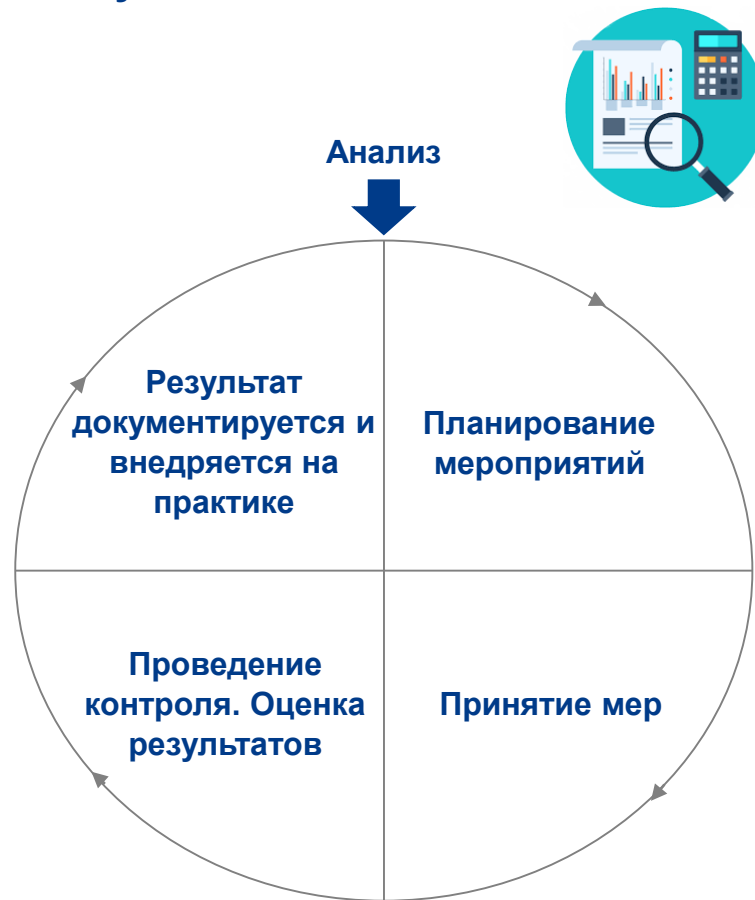 Анализ
Результат
документируется и
внедряется на
практике
Планирование
мероприятий
Проведение
контроля. Оценка
результатов
Принятие мер